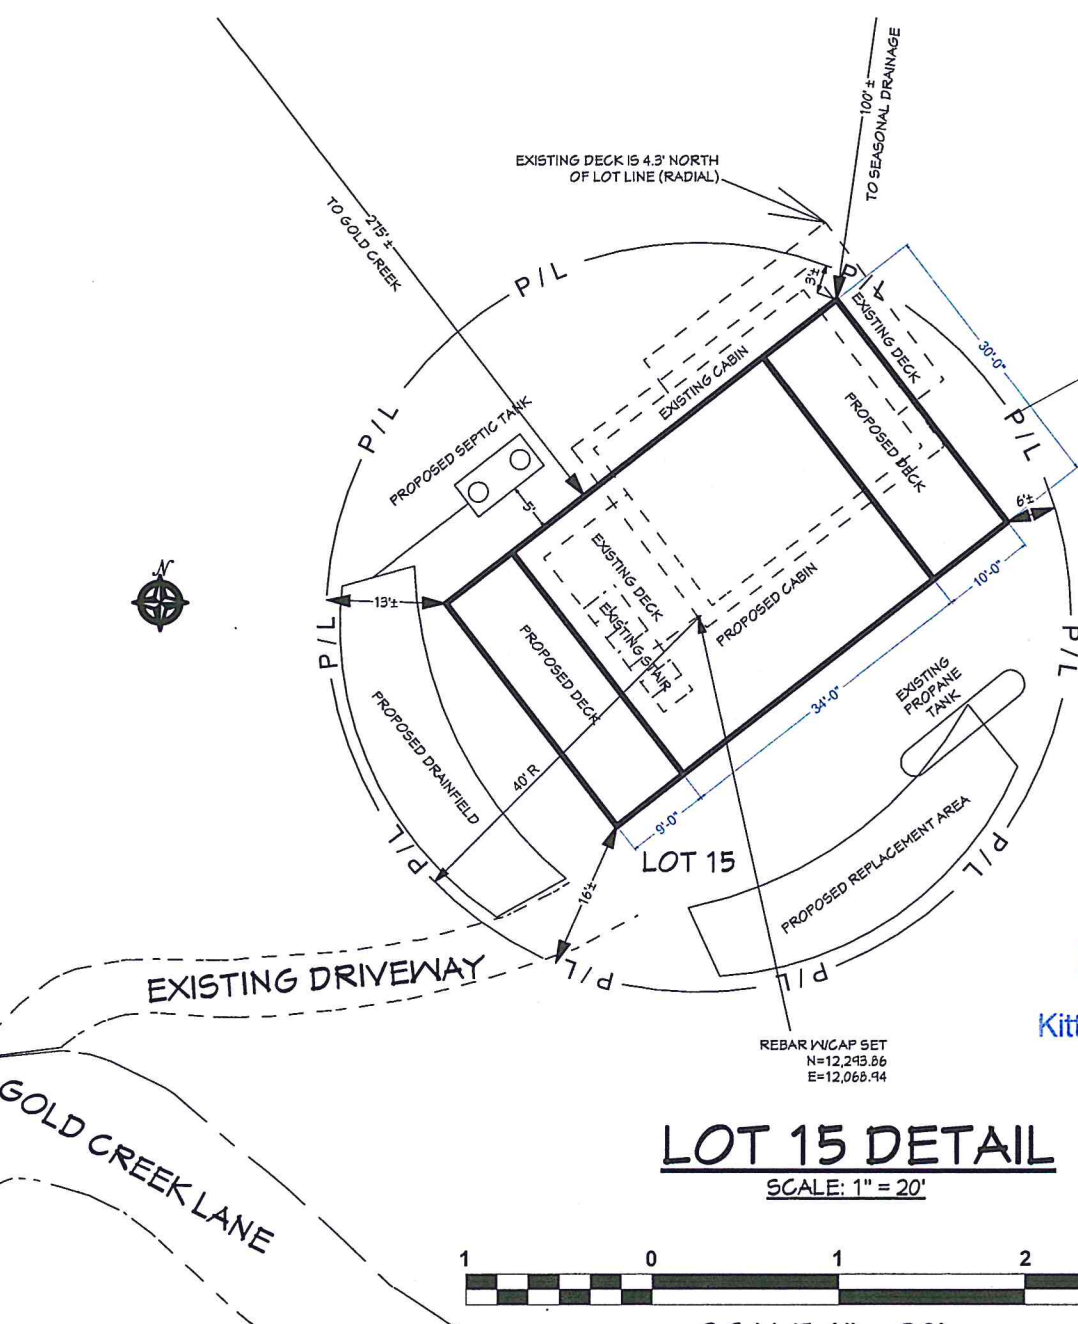 100' ±
TO SEASONAL DRAINAGE
EXISTING DECK IS 4.3' NORTH
OF LOT LINE (RADIAL)
275' ±
TO GOLD CREEK
P / L
3'±
P
L
EXISTING DECK
30'-0"
EXISTING CABIN
PROPOSED DECK
P / L
P / L
PROPOSED SEPTIC TANK
5'
6'±
N
EXISTING DECK
PROPOSED CABIN
10'-0"
13'±
EXISTING STAIR
P / L
P / L
PROPOSED DECK
EXISTING
PROPANE
TANK
34'-0"
PROPOSED DRAINFIELD
40' R
9'-0"
LOT 15
P / L
P / L
PROPOSED REPLACEMENT AREA
16'±
P / L
P / L
EXISTING DRIVEWAY
Kitt
REBAR W/CAP SET
N=12,293.86
E=12,068.94
GOLD CREEK LANE
LOT 15 DETAIL
SCALE: 1" = 20'
1 0 1 2